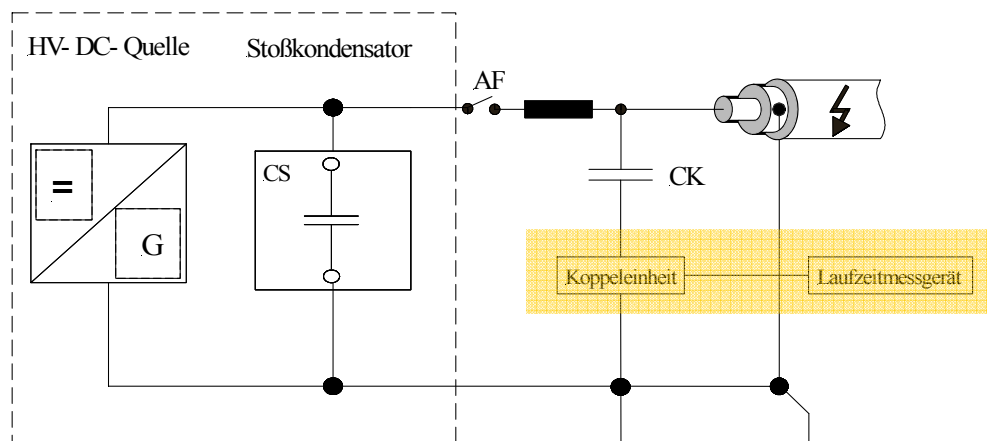 HV- DC- Quelle
Stoßkondensator
AF
CS
=
G
CK
Koppeleinheit
Laufzeitmessgerät